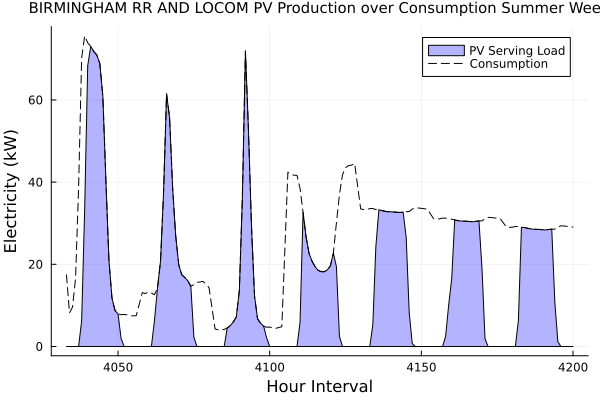 BIRMINGHAM RR AND LOCOM PV Production over Consumption Summer Wee
PV Serving Load
Consumption
Electricity (kW)
60
40
20
0
4050
4100
4150
4200
Hour Interval